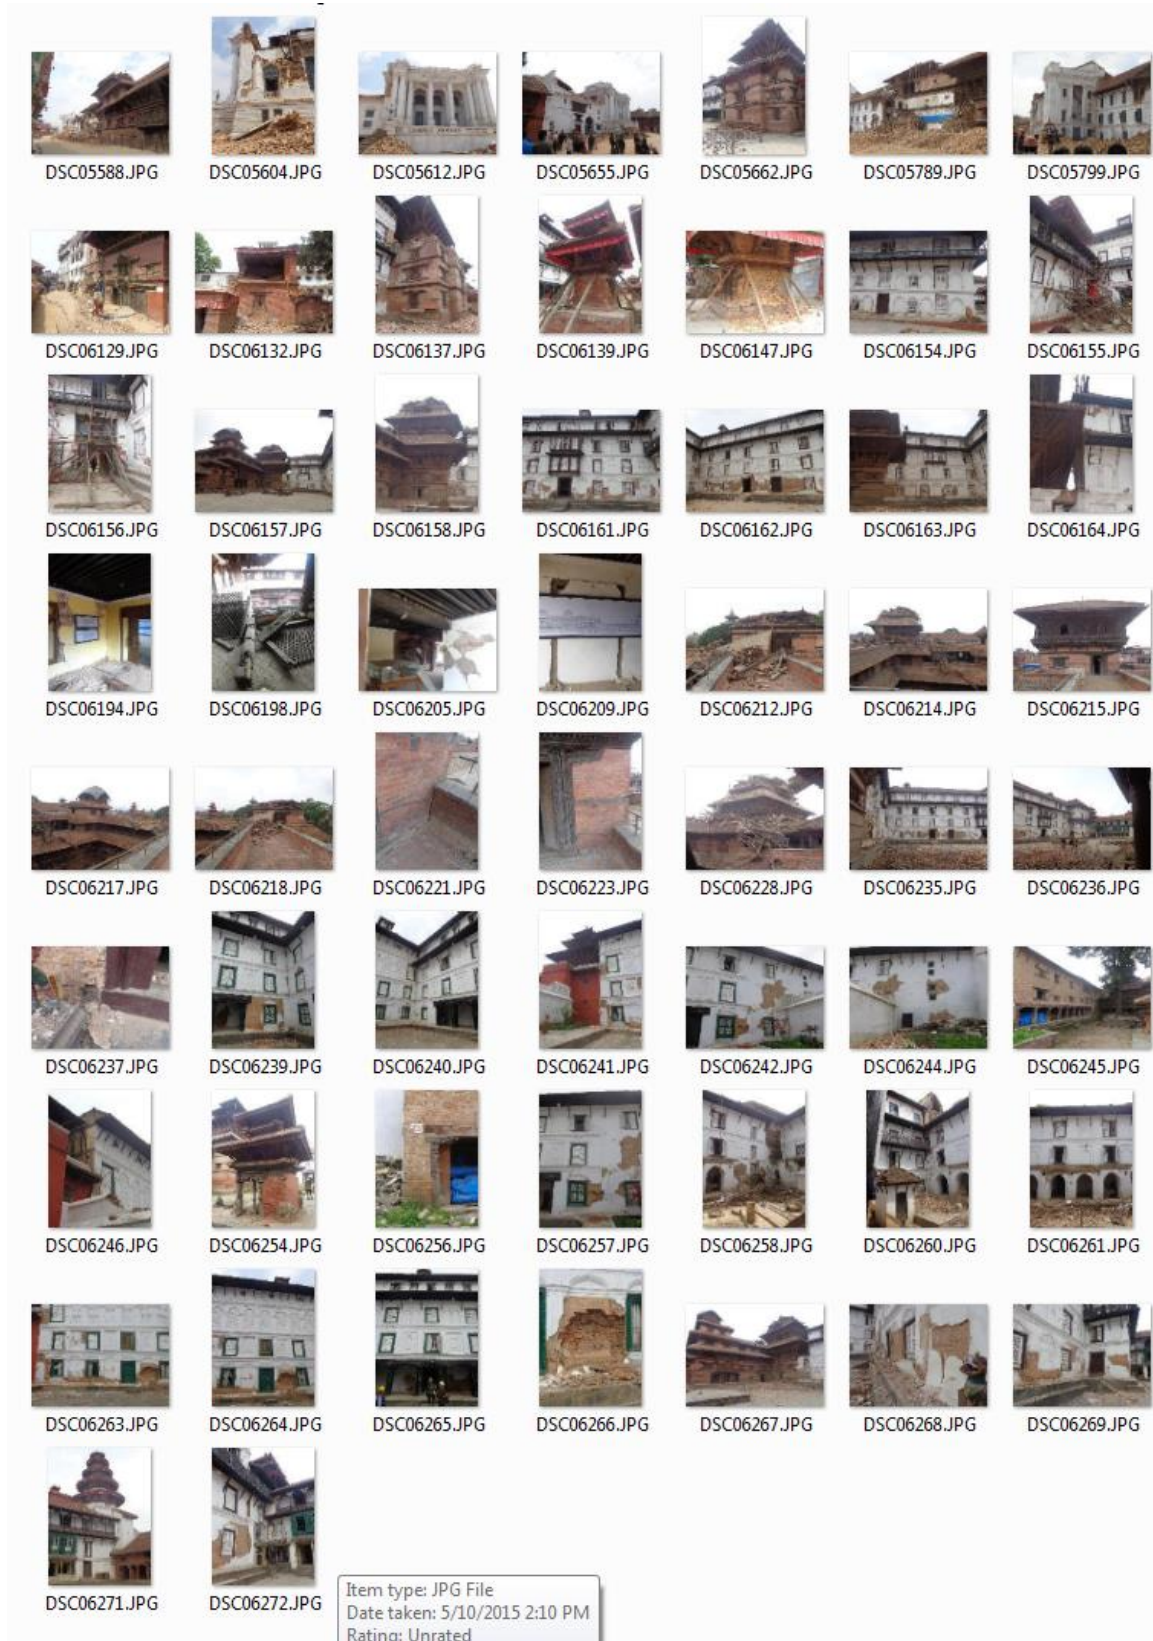 DSC05588.JPG DSC05604.JPG DSC05612.JPG DSC05655.JPG DSC05662.JPG DSC05789.JPG DSC05799.JPG
DSC06129.JPG DSC06132.JPG DSC06137.JPG DSC06139.JPG DSC06147.JPG DSC06154.JPG DSC06155.JPG
DSC06156.JPG DSC06157.JPG DSC06158.JPG DSC06161.JPG DSC06162.JPG DSC06163.JPG DSC06164.JPG
DSC06194.JPG DSC06198.JPG DSC06205.JPG DSC06209.JPG DSC06212.JPG DSC06214.JPG DSC06215.JPG
DSC06217.JPG DSC06218.JPG DSC06221.JPG DSC06223.JPG DSC06228.JPG DSC06235.JPG DSC06236.JPG
DSC06237.JPG DSC06239.JPG DSC06240.JPG DSC06241.JPG DSC06242.JPG DSC06244.JPG DSC06245.JPG
DSC06246.JPG DSC06254.JPG DSC06256.JPG DSC06257.JPG DSC06258.JPG DSC06260.JPG DSC06261.JPG
DSC06263.JPG DSC06264.JPG DSC06265.JPG DSC06266.JPG DSC06267.JPG DSC06268.JPG DSC06269.JPG
DSC06271.JPG DSC06272.JPG
Item type: JPG File
Date taken: 5/10/2015 2:10 PM
Rating: Unrated